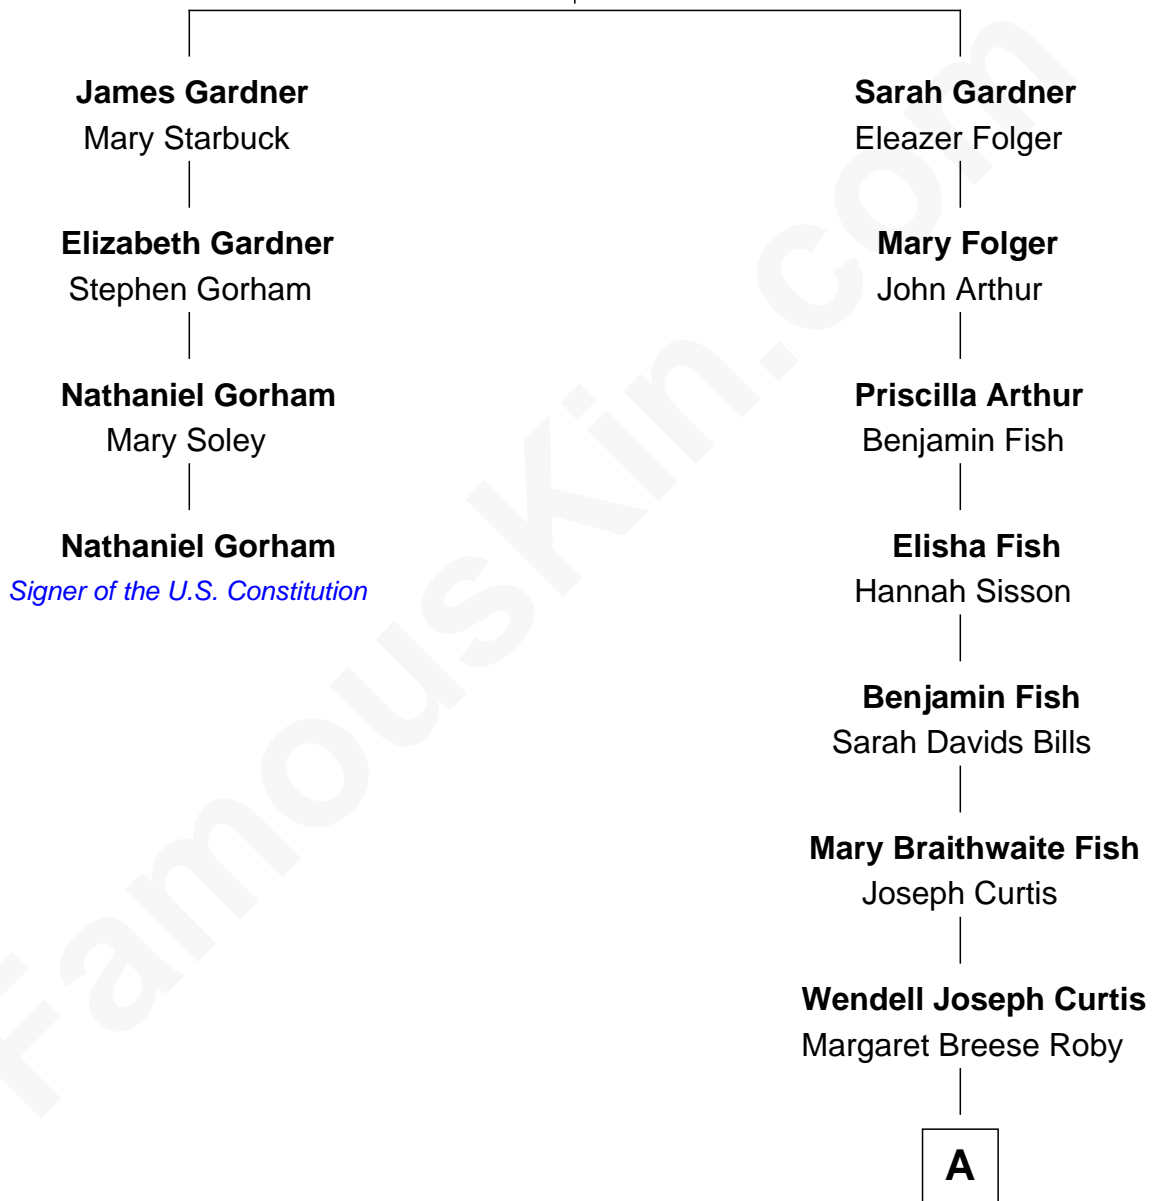 James Gardner
Mary Starbuck
Elizabeth Gardner
Stephen Gorham
Nathaniel Gorham
Mary Soley
Nathaniel Gorham
Signer of the U.S. Constitution
Sarah Gardner
Eleazer Folger
Mary Folger
John Arthur
Priscilla Arthur
Benjamin Fish
Elisha Fish
Hannah Sisson
Benjamin Fish
Sarah Davids Bills
Mary Braithwaite Fish
Joseph Curtis
Wendell Joseph Curtis
Margaret Breese Roby
A
FamousKin.com